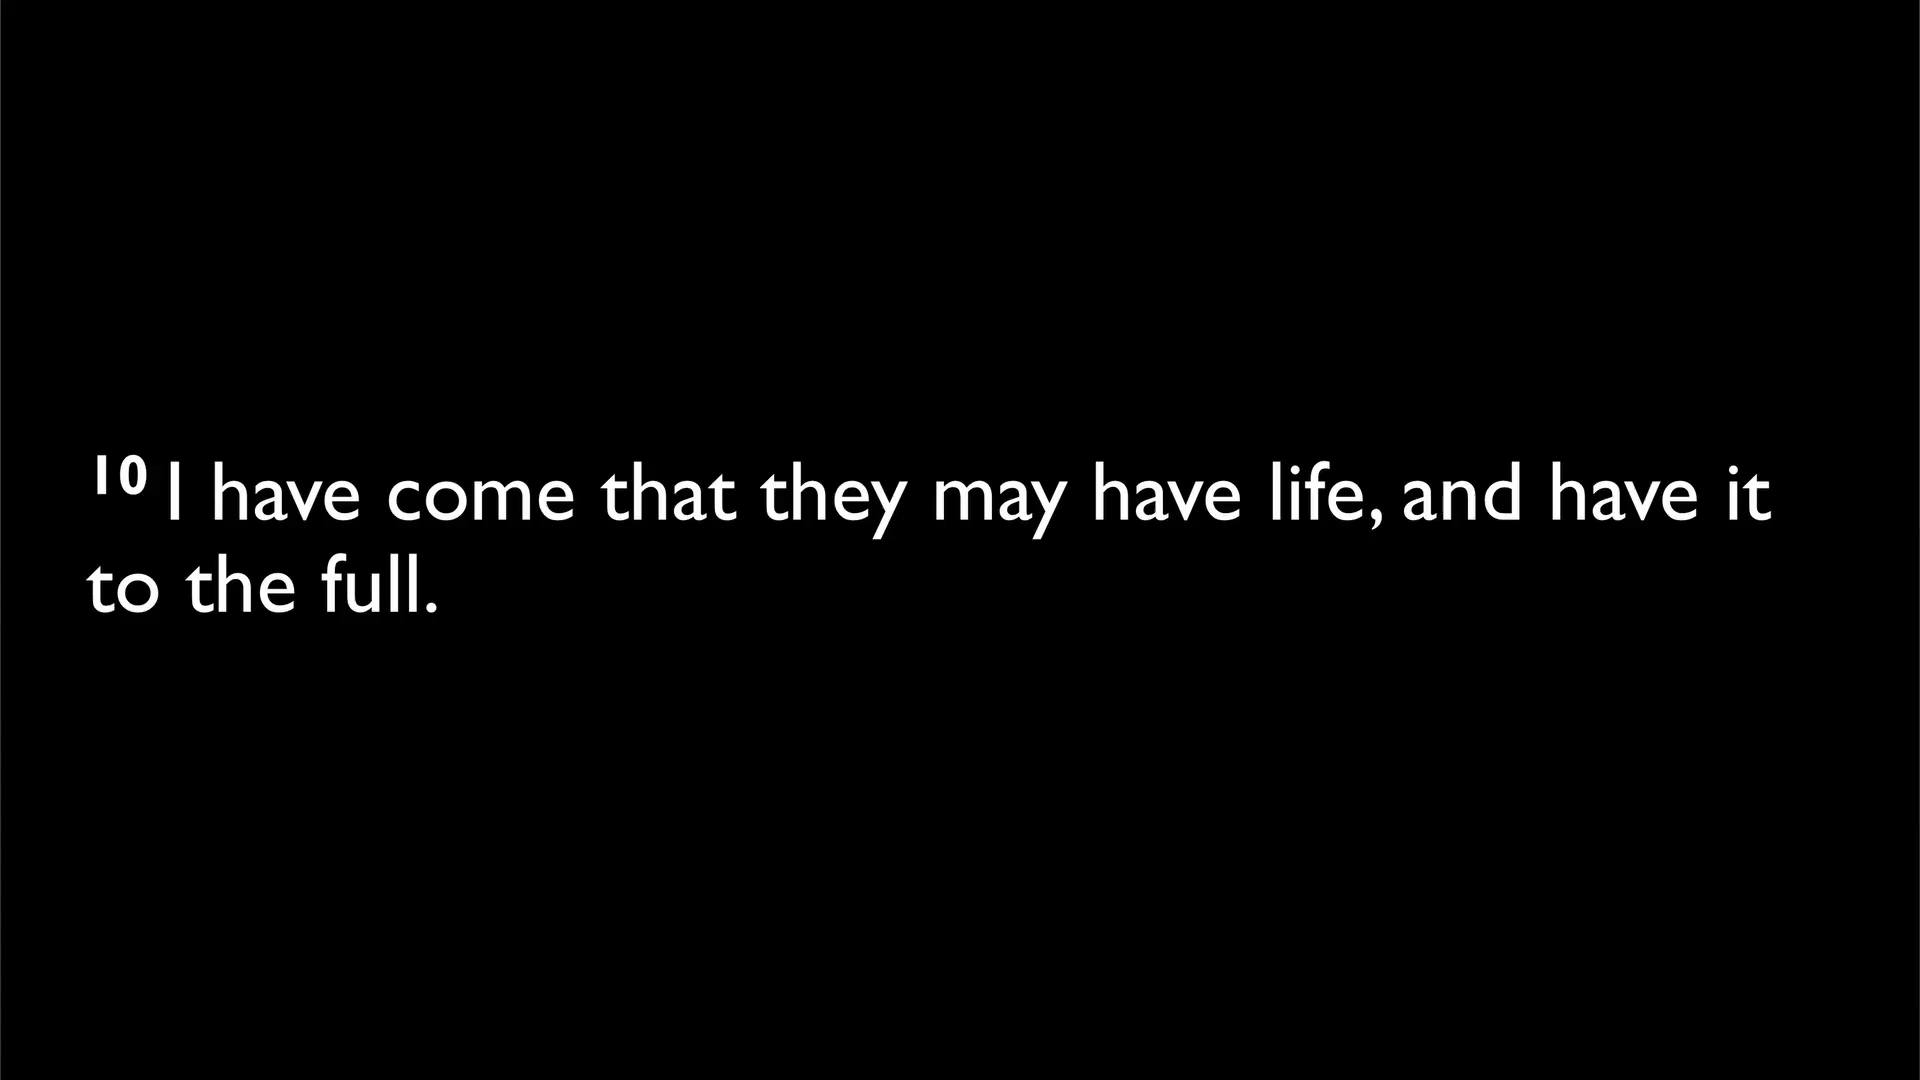 10 I have come that they may have life, and have it
to the full.